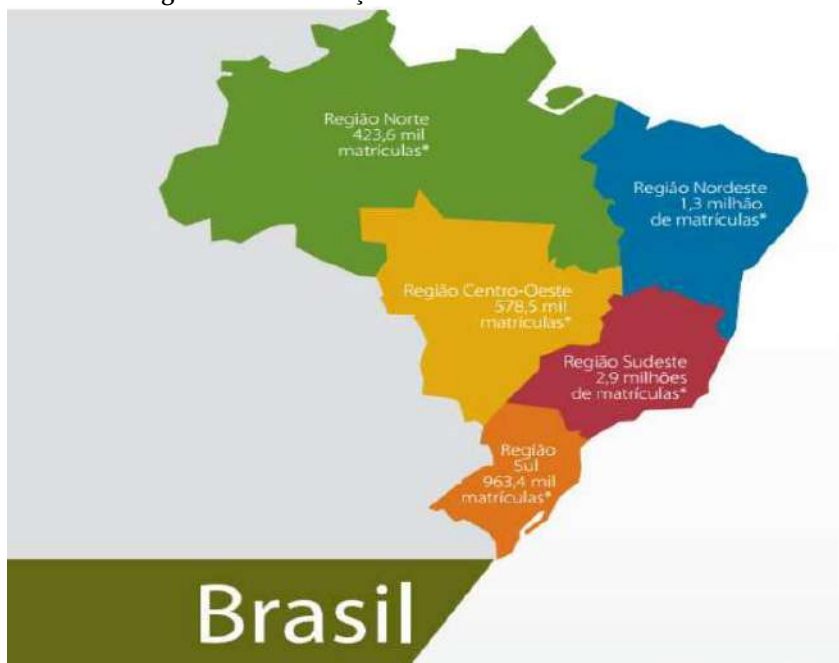 Região Norte
423,6 mil
matrículas*
Região Nordeste
1,3 milhão
de matrículas*
Região Centro-Oeste
578,5 mil
matrículas*
Região Sudeste
2,9 milhões
de matrículas*
Região
Sul
963,4 mil
matrículas*
Brasil